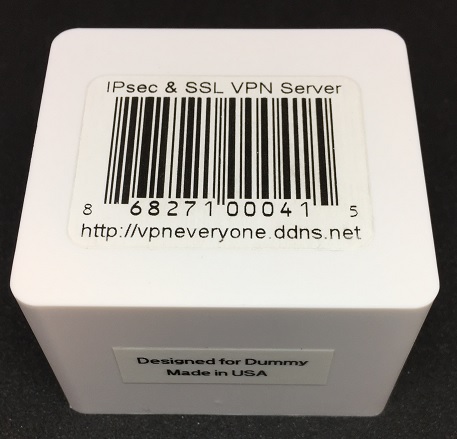 IPsec & SSL VPN Server
8 68271 00041 5
http://vpneveryone.ddns.net
Designed for Dummy
Made in USA